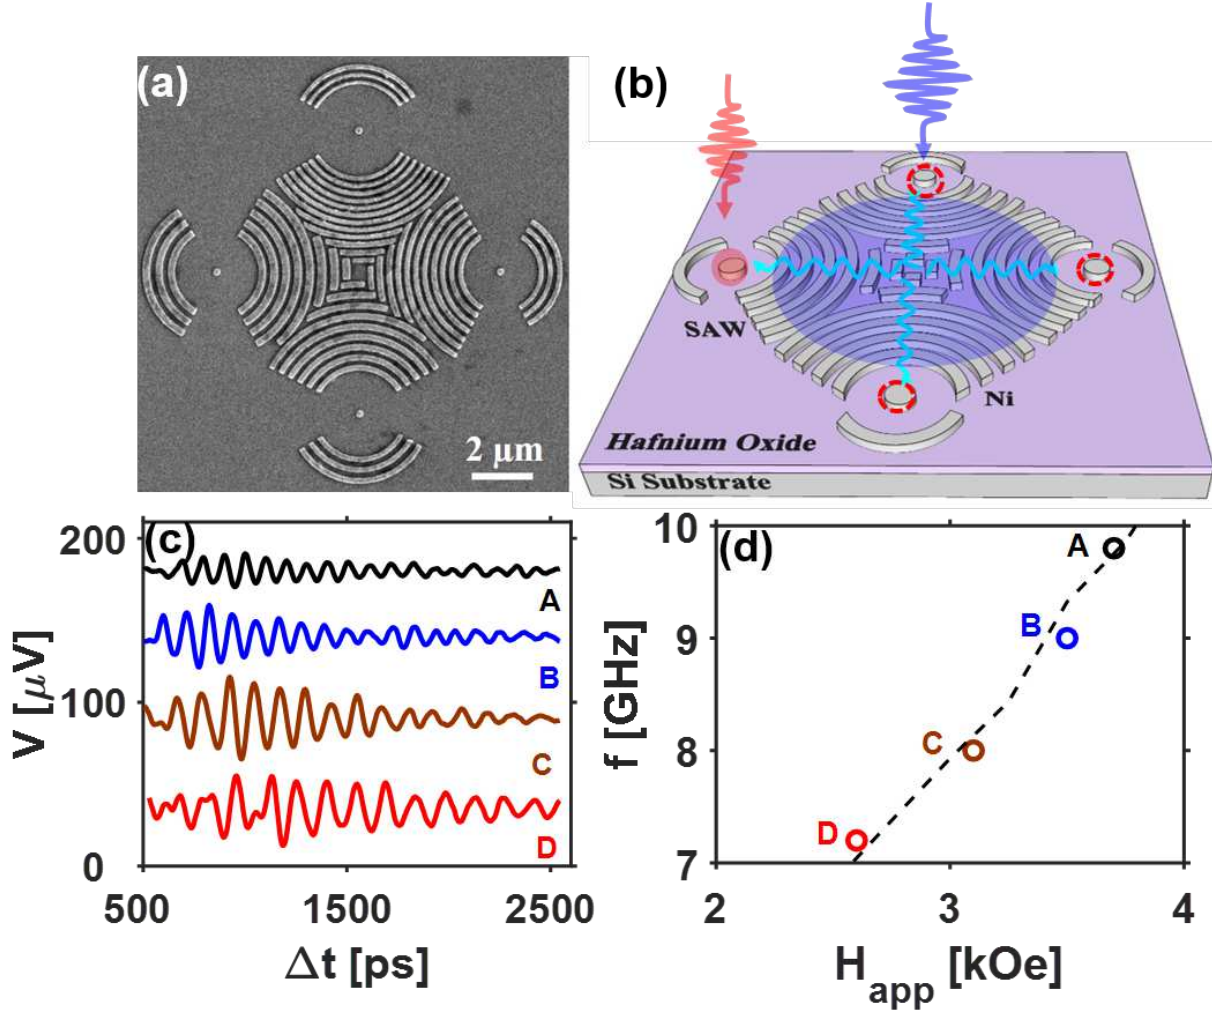 (a)
2 μm
(b)
SAW
Ni
Hafnium Oxide
Si Substrate
(c)
200
100
0
V [μV]
A
B
C
D
500
1500
2500
Δt [ps]
(d)
10
9
8
7
f [GHz]
A
B
C
D
2
3
4
H_app [kOe]